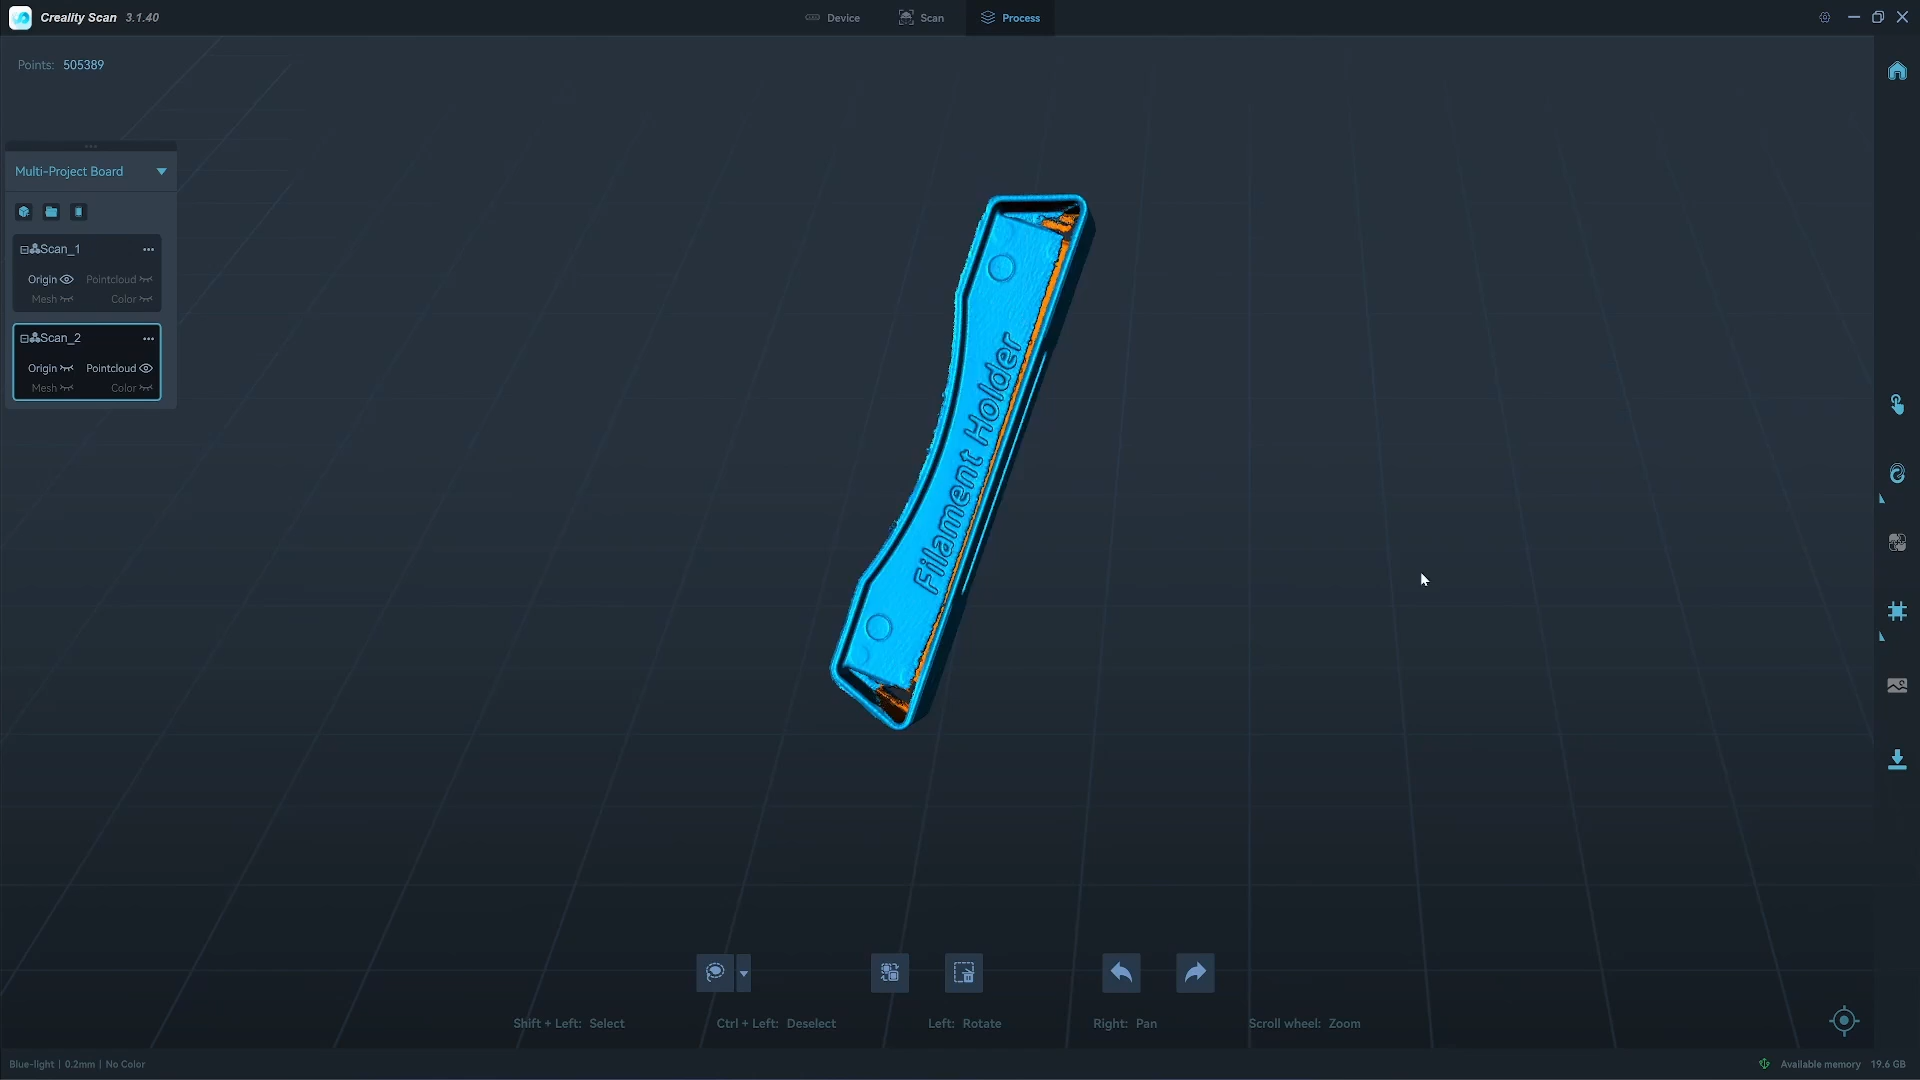 Creality Scan 3.1.40
Device
Scan
Process
Points: 505389
Multi-Project Board
Scan_1
Origin Pointcloud
Mesh Color
Scan_2
Origin Pointcloud
Mesh Color
Filament Holder
Shift + Left: Select
Ctrl + Left: Deselect
Left: Rotate
Right: Pan
Scroll wheel: Zoom
Blue-light | 0.2mm | No Color
Available memory 19.6 GB